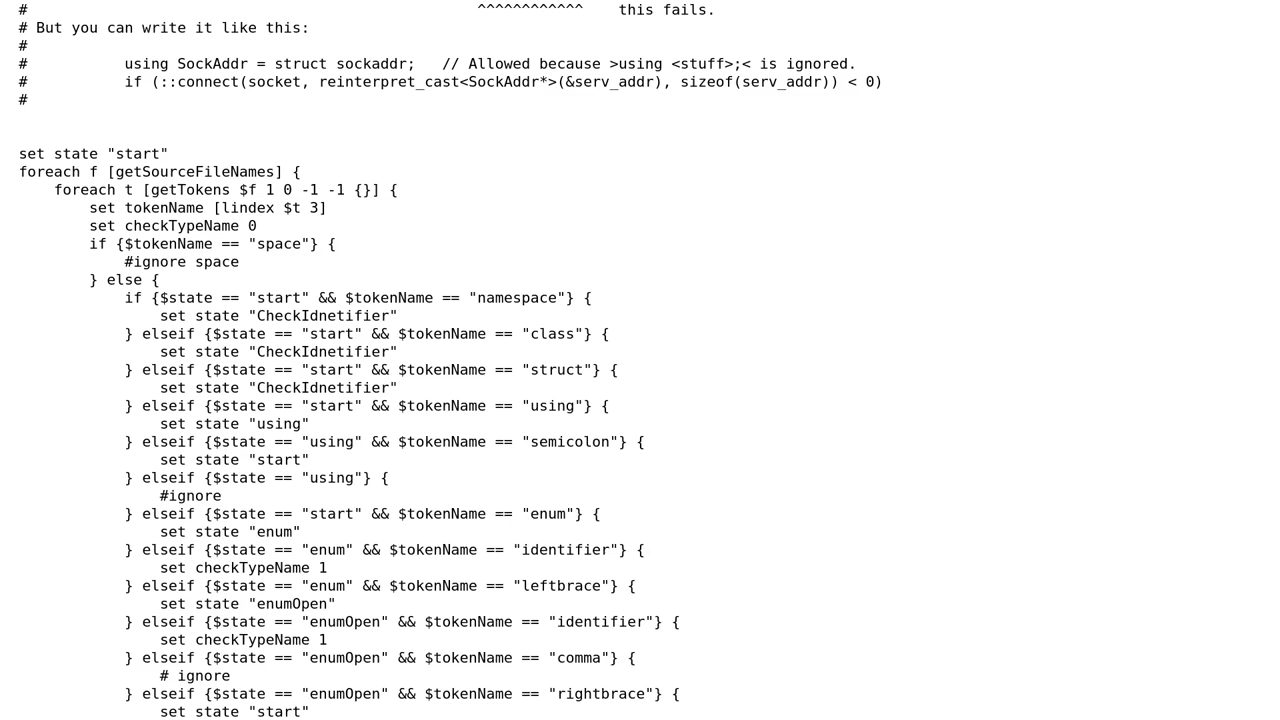 #                                                   ^^^^^^^^^^^^    this fails.
# But you can write it like this:
#
#           using SockAddr = struct sockaddr;   // Allowed because >using <stuff>;< is ignored.
#           if (::connect(socket, reinterpret_cast<SockAddr*>(&serv_addr), sizeof(serv_addr)) < 0)
#
set state "start"
foreach f [getSourceFileNames] {
    foreach t [getTokens $f 1 0 -1 -1 {}] {
        set tokenName [lindex $t 3]
        set checkTypeName 0
        if {$tokenName == "space"} {
            #ignore space
        } else {
            if {$state == "start" && $tokenName == "namespace"} {
                set state "CheckIdnetifier"
            } elseif {$state == "start" && $tokenName == "class"} {
                set state "CheckIdnetifier"
            } elseif {$state == "start" && $tokenName == "struct"} {
                set state "CheckIdnetifier"
            } elseif {$state == "start" && $tokenName == "using"} {
                set state "using"
            } elseif {$state == "using" && $tokenName == "semicolon"} {
                set state "start"
            } elseif {$state == "using"} {
                #ignore
            } elseif {$state == "start" && $tokenName == "enum"} {
                set state "enum"
            } elseif {$state == "enum" && $tokenName == "identifier"} {
                set checkTypeName 1
            } elseif {$state == "enum" && $tokenName == "leftbrace"} {
                set state "enumOpen"
            } elseif {$state == "enumOpen" && $tokenName == "identifier"} {
                set checkTypeName 1
            } elseif {$state == "enumOpen" && $tokenName == "comma"} {
                # ignore
            } elseif {$state == "enumOpen" && $tokenName == "rightbrace"} {
                set state "start"